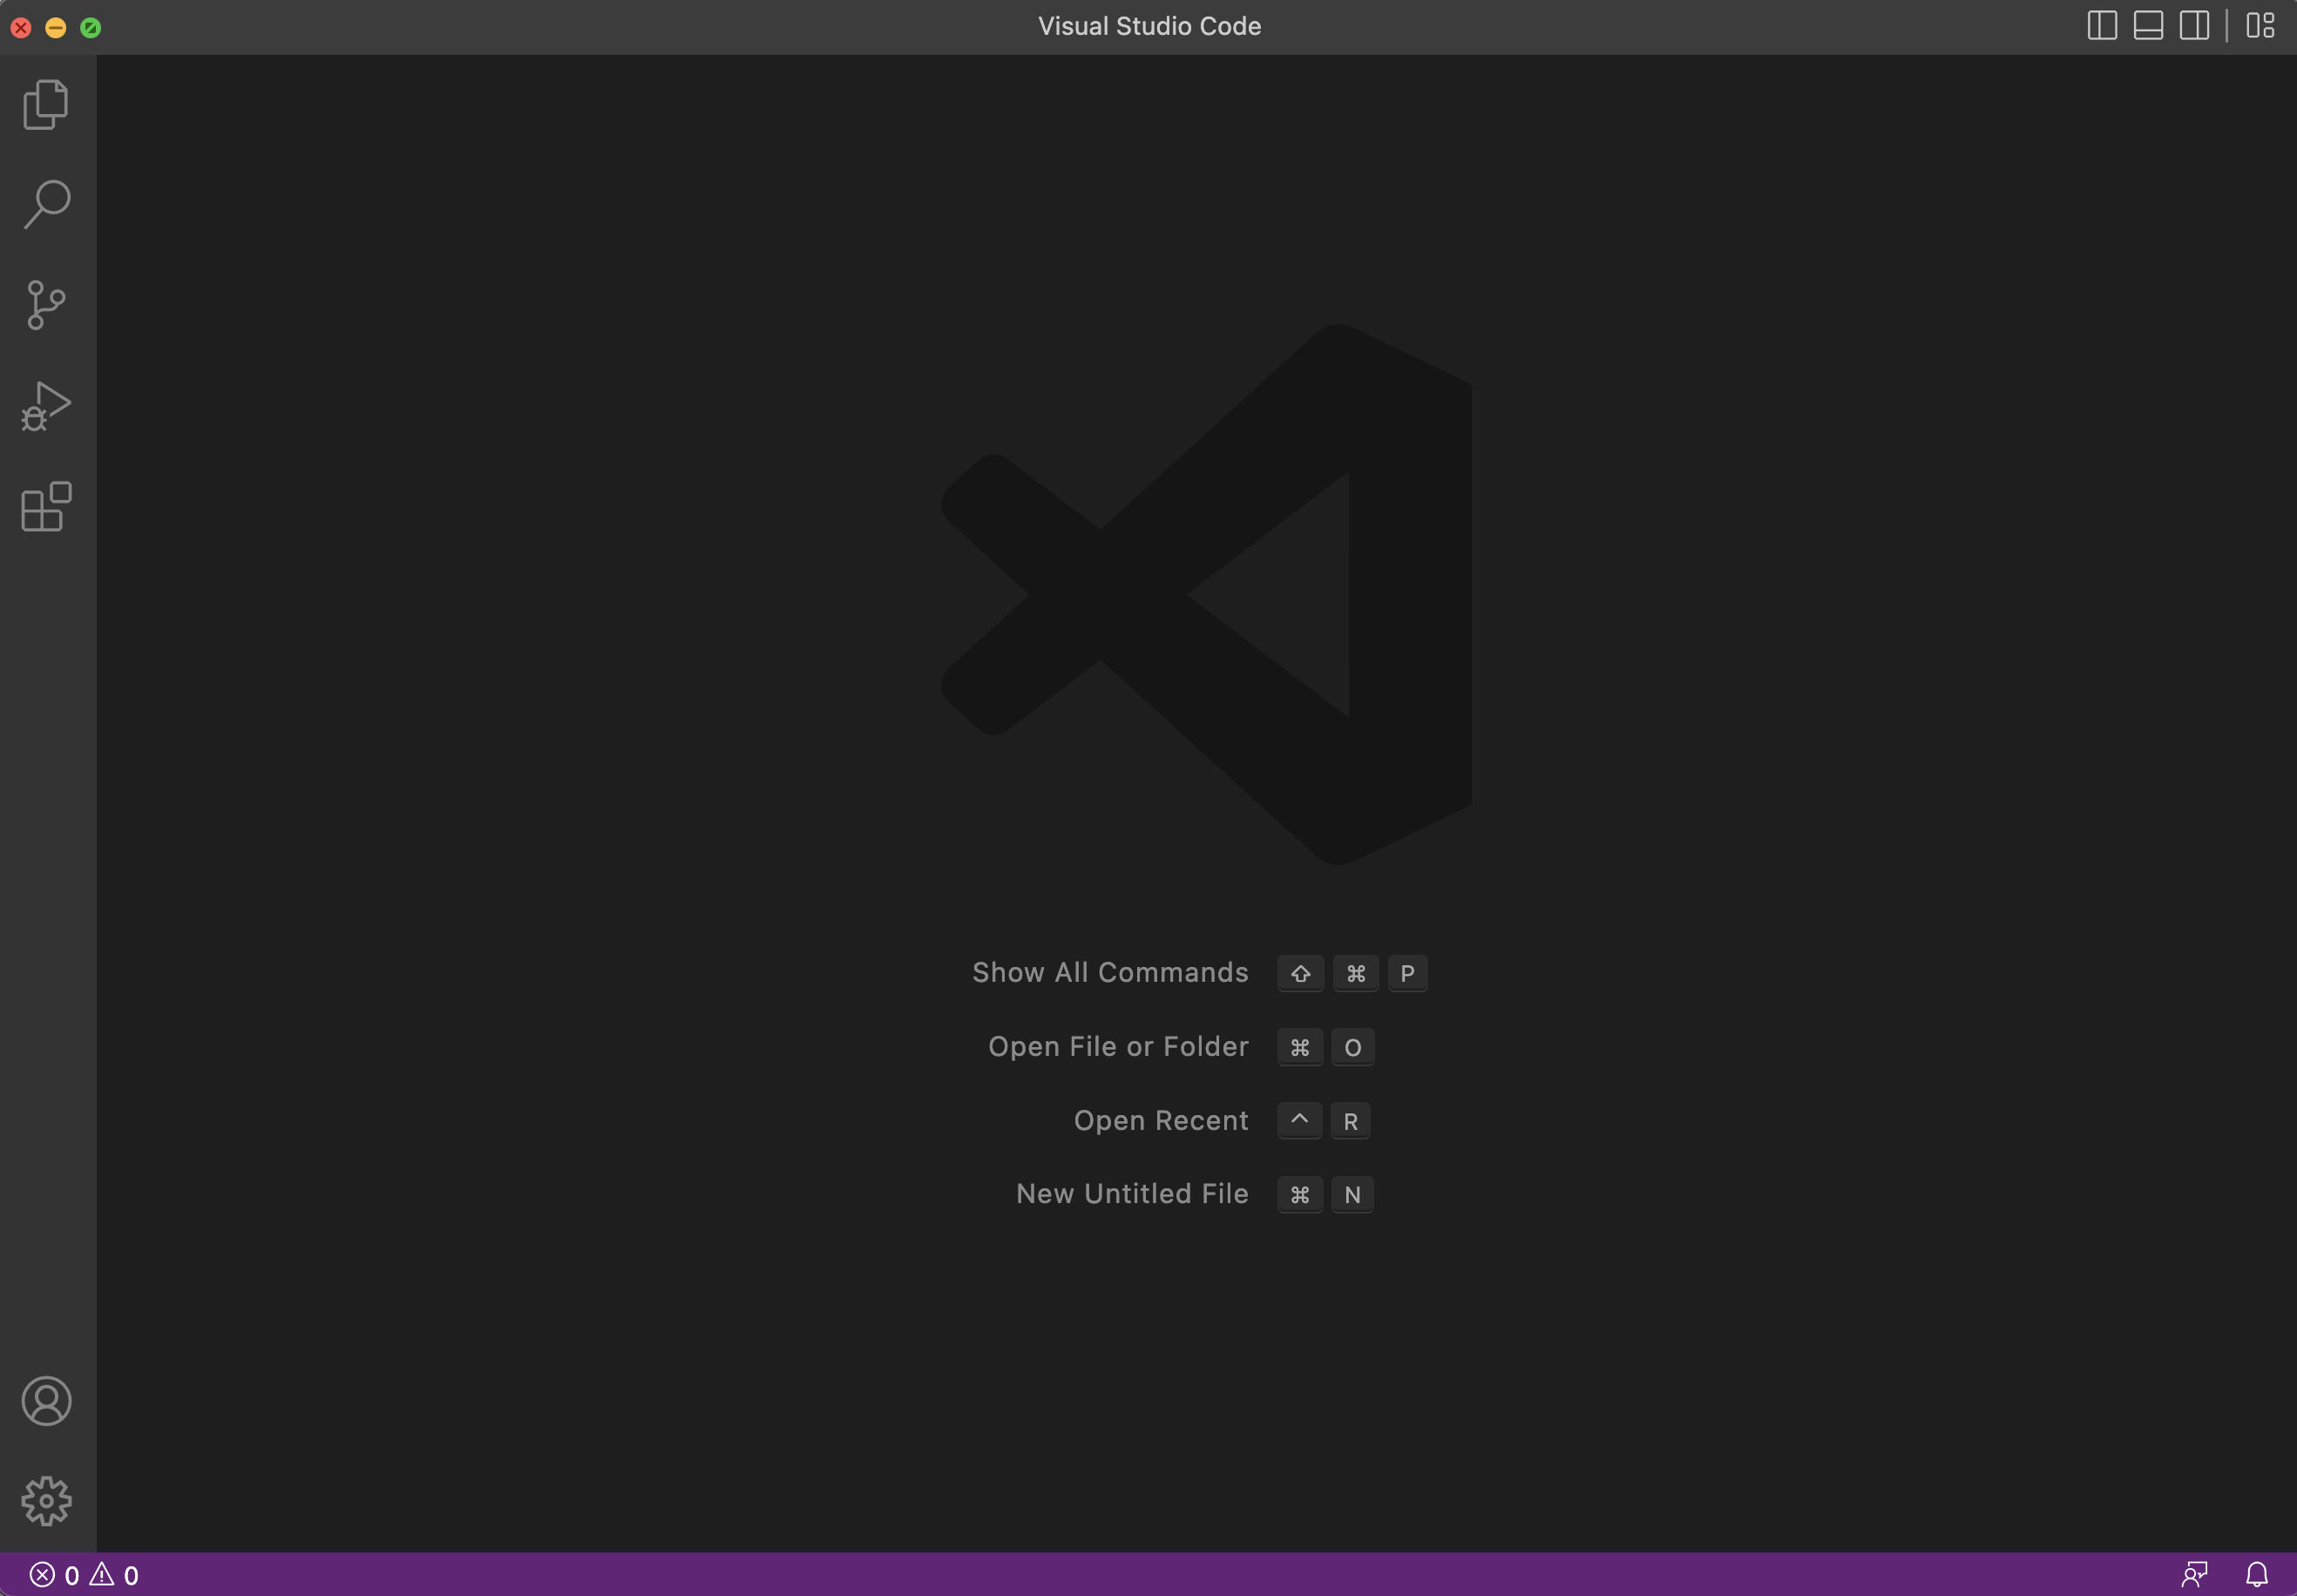 Visual Studio Code
Show All Commands ⇧ ⌘ P
Open File or Folder ⌘ O
Open Recent ^ R
New Untitled File ⌘ N
0 0